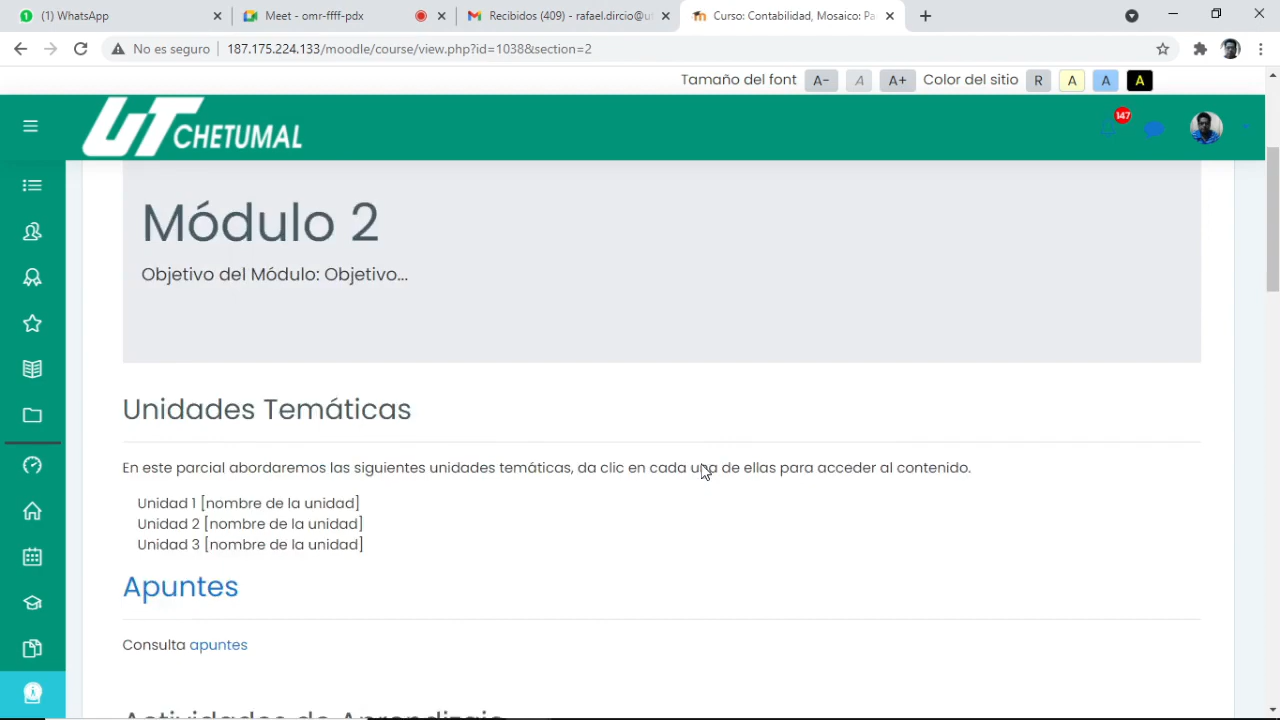 (1) WhatsApp
Meet - omr-ffff-pdx
Recibidos (409) - rafael.dircio@u
Curso: Contabilidad, Mosaico: Pa
No es seguro
187.175.224.133/moodle/course/view.php?id=1038&section=2
Tamaño del font A- A A+ Color del sitio R A A A
UT CHETUMAL
147
Módulo 2
Objetivo del Módulo: Objetivo...
Unidades Temáticas
En este parcial abordaremos las siguientes unidades temáticas, da clic en cada una de ellas para acceder al contenido.
Unidad 1 [nombre de la unidad]
Unidad 2 [nombre de la unidad]
Unidad 3 [nombre de la unidad]
Apuntes
Consulta apuntes
Actividades de Aprendizaje